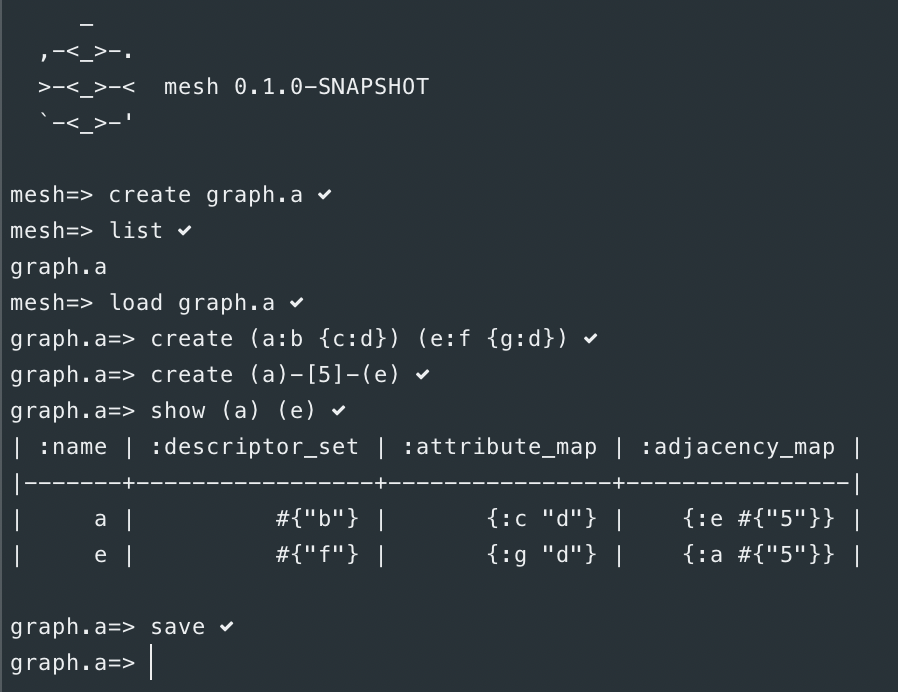 _
  ,-<_>-.
  >-<_>-<  mesh 0.1.0-SNAPSHOT
  `-<_>-'
mesh=> create graph.a ✔
mesh=> list ✔
graph.a
mesh=> load graph.a ✔
graph.a=> create (a:b {c:d}) (e:f {g:d}) ✔
graph.a=> create (a)-[5]-(e) ✔
graph.a=> show (a) (e) ✔
| :name | :descriptor_set | :attribute_map | :adjacency_map |
|-------+-----------------+----------------+----------------|
|     a |          #{"b"} |       {:c "d"} |    {:e #{"5"}} |
|     e |          #{"f"} |       {:g "d"} |    {:a #{"5"}} |
graph.a=> save ✔
graph.a=>